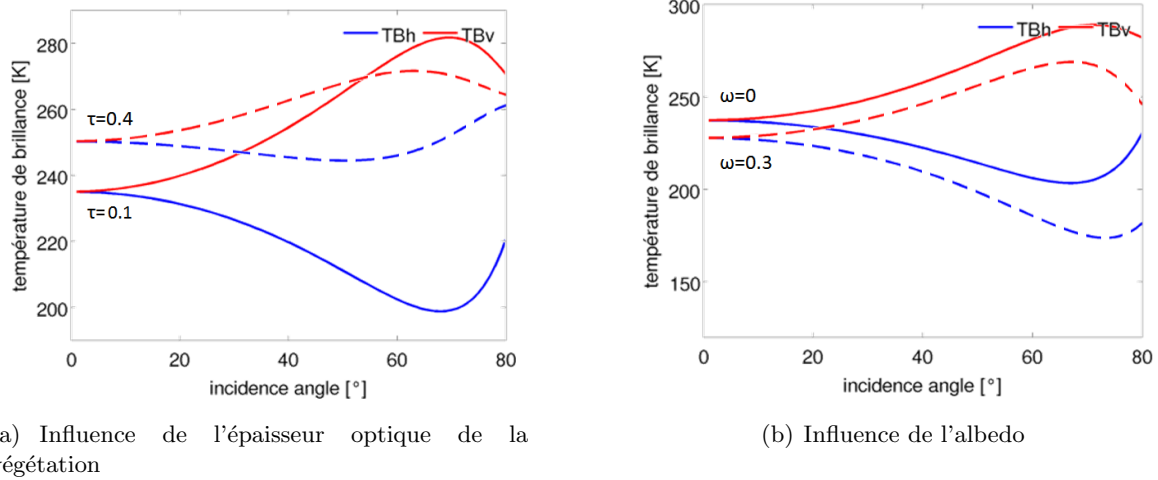 TBh TBv
température de brillance [K]
280
260
240
220
200
τ=0.4
τ=0.1
0 20 40 60 80
incidence angle [°]
a) Influence de l'épaisseur optique de la
végétation
TBh TBv
température de brillance [K]
300
250
200
150
ω=0
ω=0.3
0 20 40 60 80
incidence angle [°]
(b) Influence de l'albedo